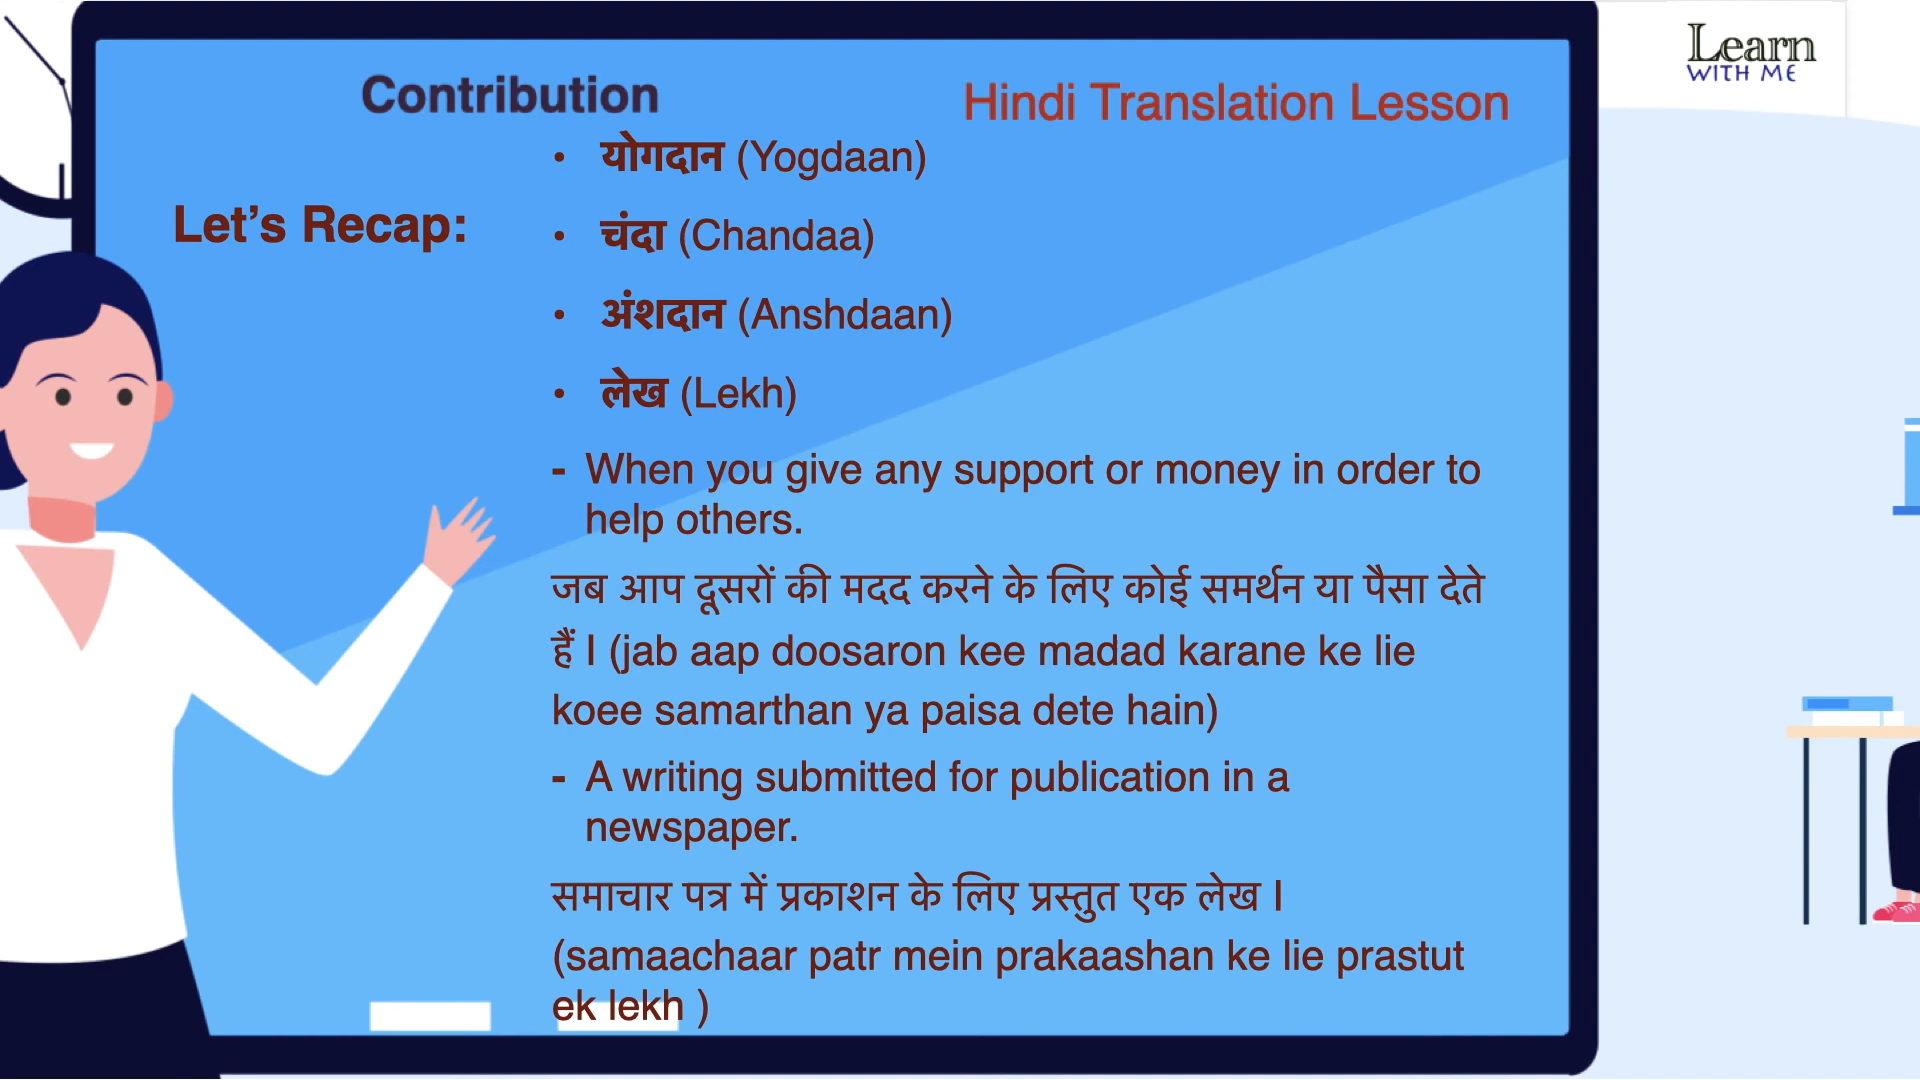 Learn
WITH ME
Contribution
Hindi Translation Lesson
Let’s Recap:
• योगदान (Yogdaan)
• चंदा (Chandaa)
• अंशदान (Anshdaan)
• लेख (Lekh)
- When you give any support or money in order to
help others.
जब आप दूसरों की मदद करने के लिए कोई समर्थन या पैसा देते
हैं I (jab aap doosaron kee madad karane ke lie
koee samarthan ya paisa dete hain)
- A writing submitted for publication in a
newspaper.
समाचार पत्र में प्रकाशन के लिए प्रस्तुत एक लेख I
(samaachaar patr mein prakaashan ke lie prastut
ek lekh )